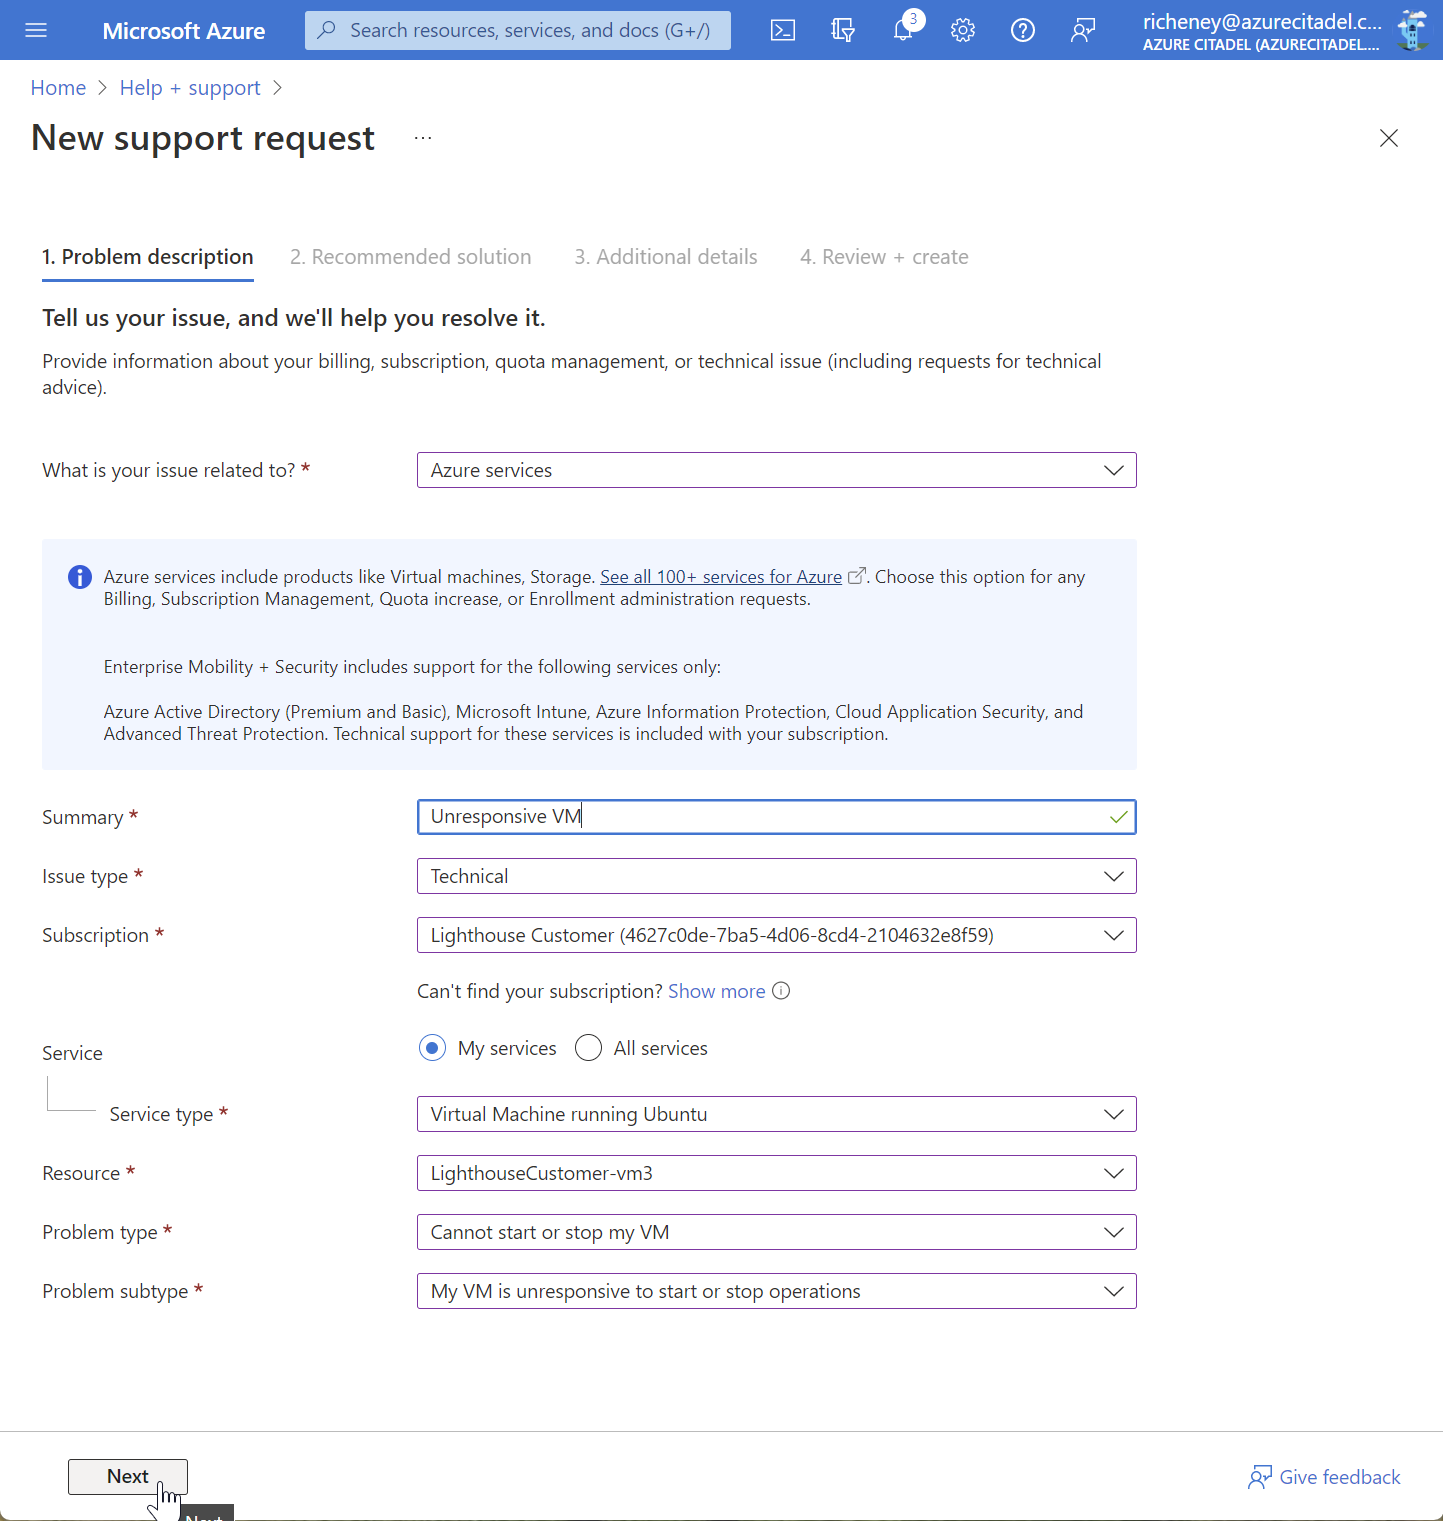 Microsoft Azure
Search resources, services, and docs (G+/)
3
richeney@azurecitadel.c...
AZURE CITADEL (AZURECITADEL....
Home > Help + support >
New support request ...
1. Problem description 2. Recommended solution 3. Additional details 4. Review + create
Tell us your issue, and we'll help you resolve it.
Provide information about your billing, subscription, quota management, or technical issue (including requests for technical
advice).
What is your issue related to? * Azure services
Azure services include products like Virtual machines, Storage. See all 100+ services for Azure. Choose this option for any
Billing, Subscription Management, Quota increase, or Enrollment administration requests.
Enterprise Mobility + Security includes support for the following services only:
Azure Active Directory (Premium and Basic), Microsoft Intune, Azure Information Protection, Cloud Application Security, and
Advanced Threat Protection. Technical support for these services is included with your subscription.
Summary * Unresponsive VM
Issue type * Technical
Subscription * Lighthouse Customer (4627c0de-7ba5-4d06-8cd4-2104632e8f59)
Can't find your subscription? Show more
Service My services All services
Service type * Virtual Machine running Ubuntu
Resource * LighthouseCustomer-vm3
Problem type * Cannot start or stop my VM
Problem subtype * My VM is unresponsive to start or stop operations
Next
Give feedback
Next